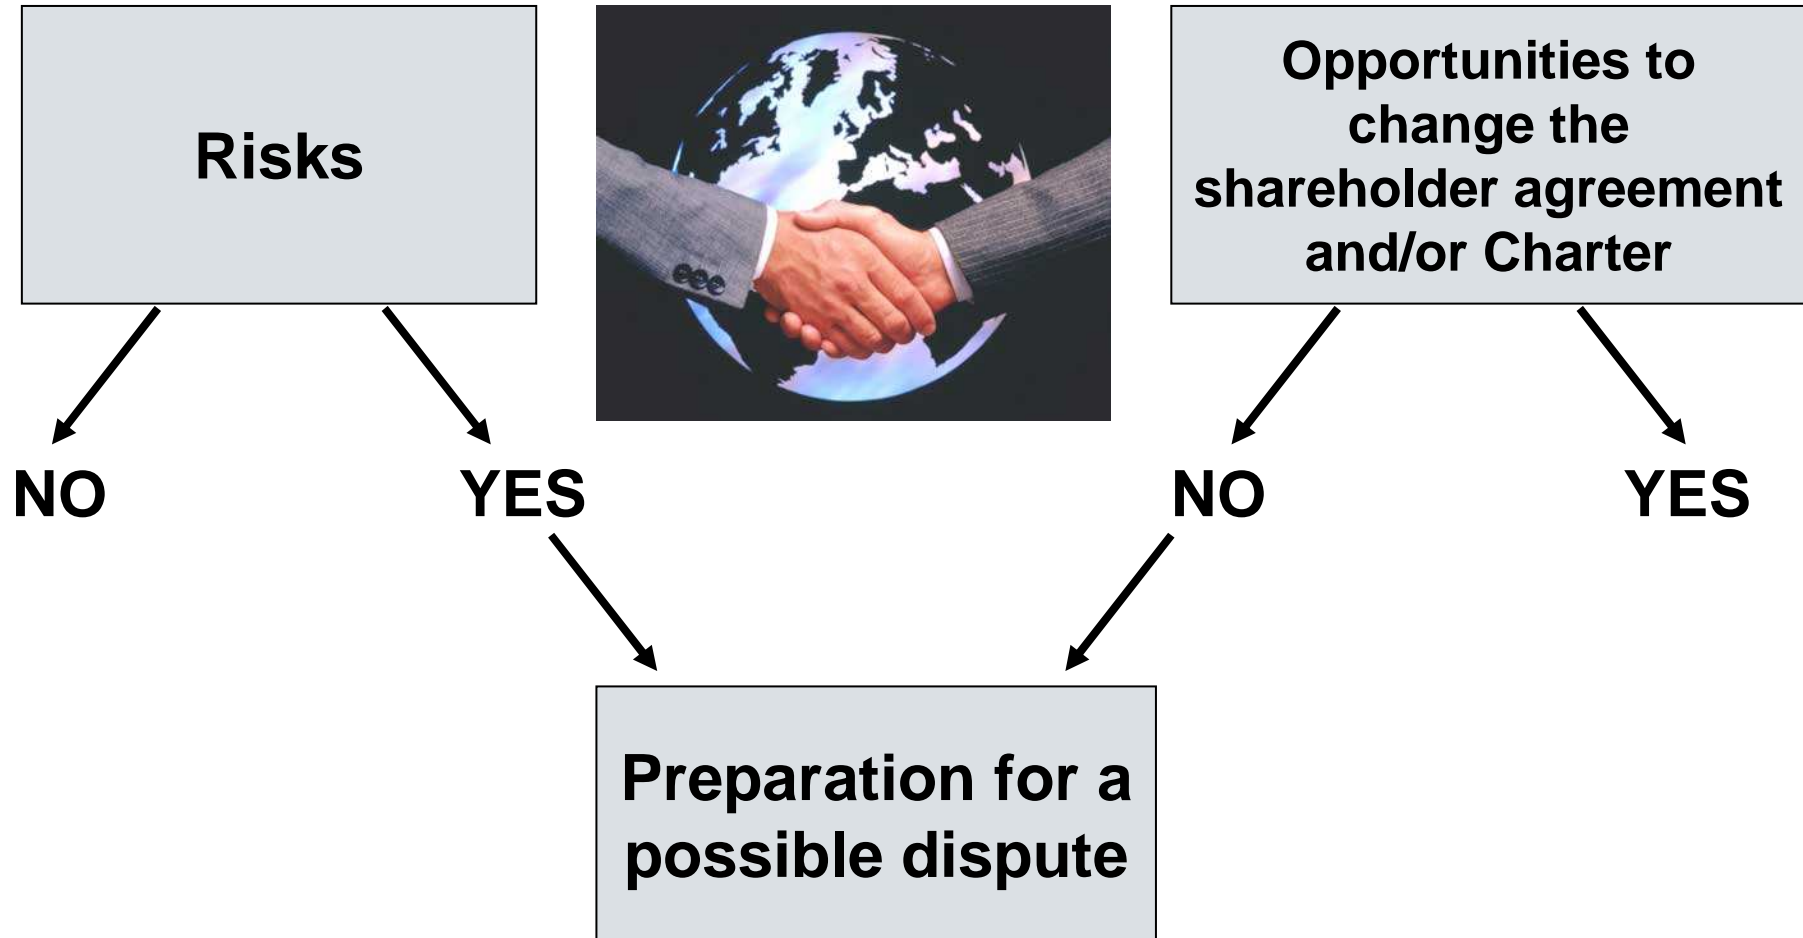 Risks
Opportunities to
change the
shareholder agreement
and/or Charter
NO
YES
NO
YES
Preparation for a
possible dispute